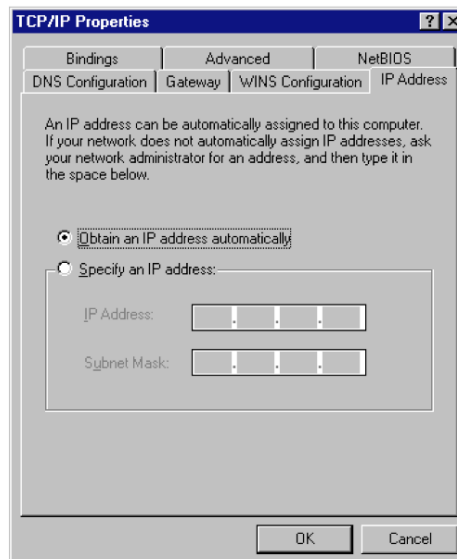 TCP/IP Properties
Bindings Advanced NetBIOS
DNS Configuration Gateway WINS Configuration IP Address
An IP address can be automatically assigned to this computer.
If your network does not automatically assign IP addresses, ask
your network administrator for an address, and then type it in
the space below.
Obtain an IP address automatically
Specify an IP address:
IP Address:
. . .
Subnet Mask:
. . .
OK Cancel